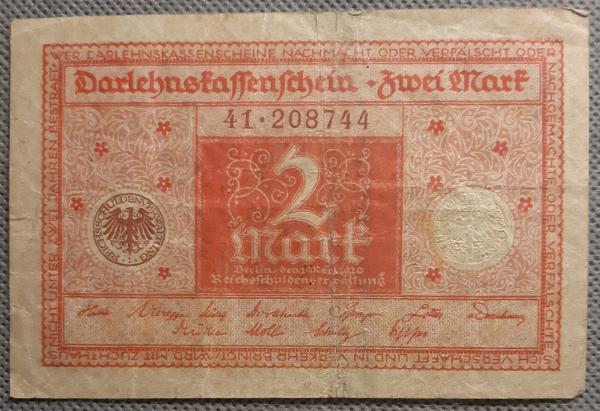 WER DARLEHNSKASSENSCHEINE NACHMACHT ODER VERFÄLSCHT ODER
NACHGEMACHTE ODER VERFÄLSCHTE
SICH VERSCHAFFT UND IN VERKEHR BRINGT, WIRD MIT ZUCHTHAUS
NICHT UNTER ZWEI JAHREN BESTRAFT
Darlehnskassenschein · Zwei Mark
41·208744
2
Mark
Berlin, den 1. März 1920
Reichsschuldenverwaltung
REICHSSCHULDENVERWALTUNG